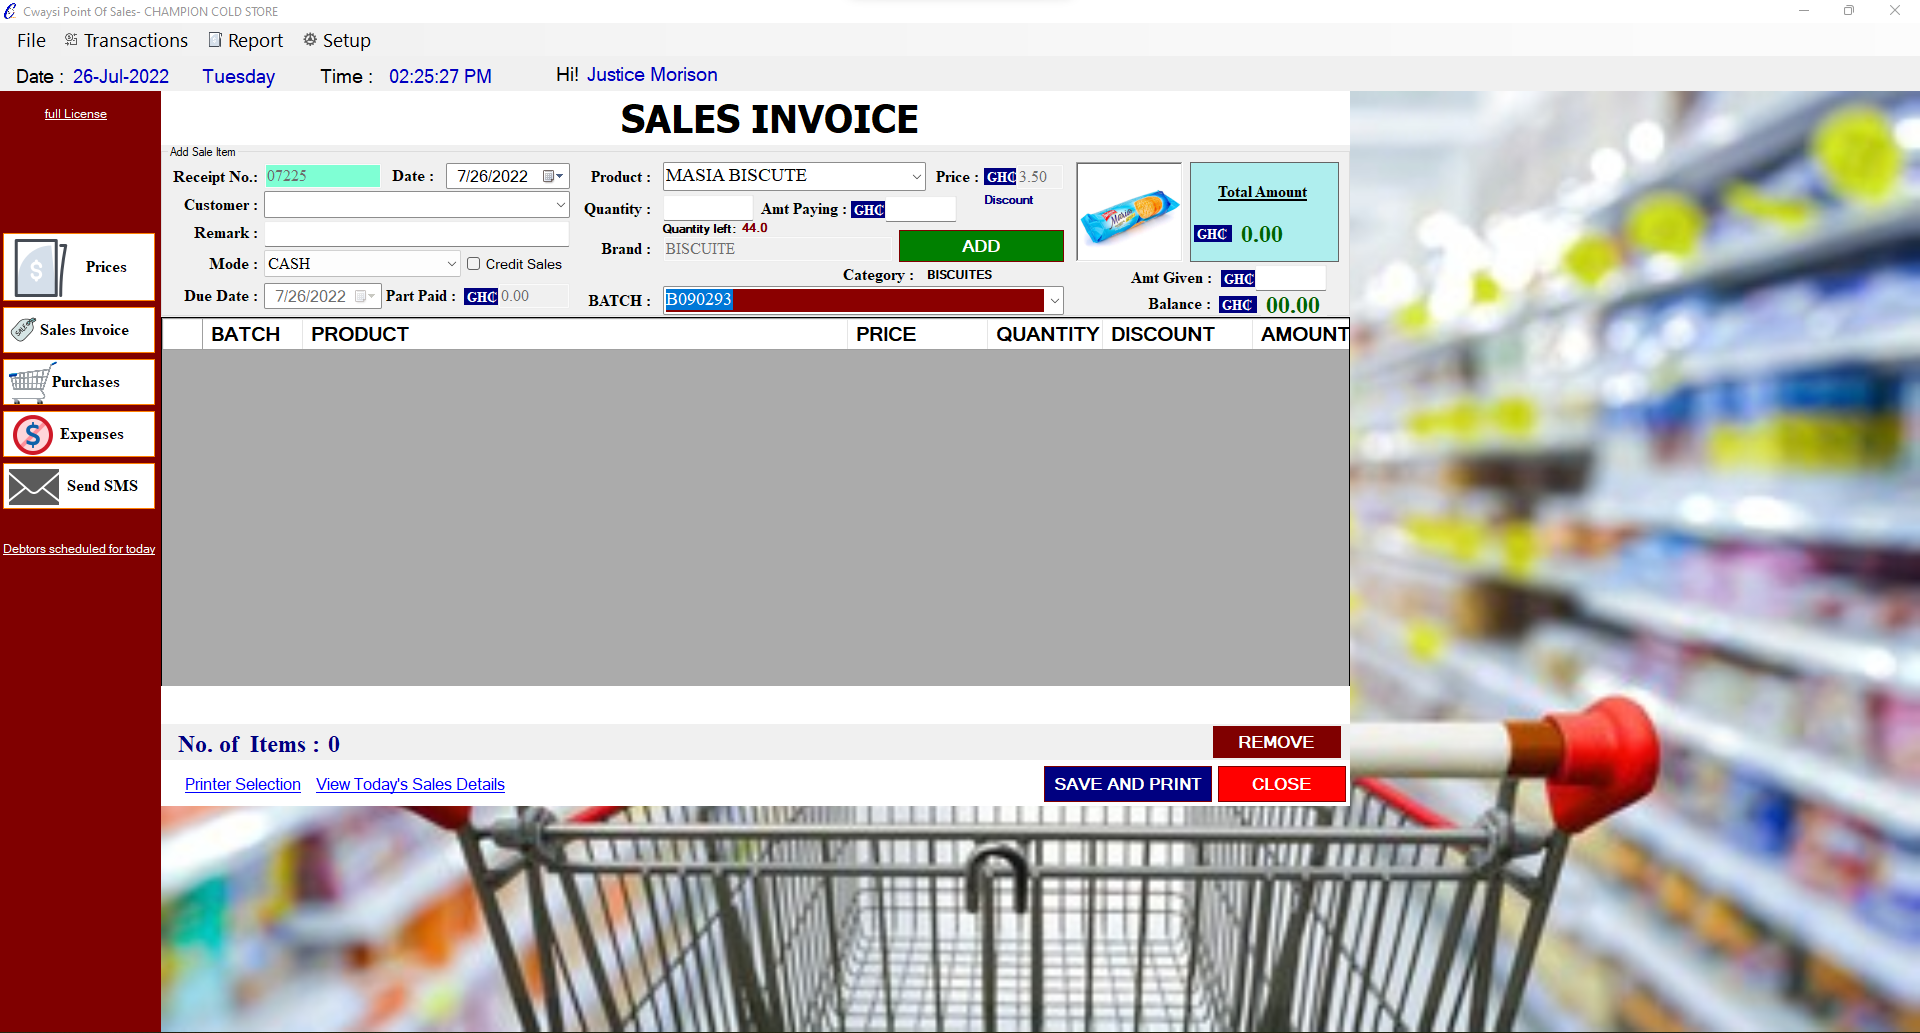 Cwaysi Point Of Sales- CHAMPION COLD STORE
File Transactions Report Setup
Date : 26-Jul-2022 Tuesday Time : 02:25:27 PM Hi! Justice Morison
full License
Prices
Sales Invoice
Purchases
Expenses
Send SMS
Debtors scheduled for today
SALES INVOICE
Add Sale Item
Receipt No.: 07225 Date : 7/26/2022
Customer :
Remark :
Mode : CASH Credit Sales
Due Date : 7/26/2022 Part Paid : GH₵ 0.00
Product : MASIA BISCUTE Price : GH₵ 3.50
Discount
Quantity : Amt Paying : GH₵
Quantity left: 44.0
Brand : BISCUITE ADD
Category : BISCUITES
BATCH : B090293
Total Amount
GH₵ 0.00
Amt Given : GH₵
Balance : GH₵ 00.00
BATCH PRODUCT PRICE QUANTITY DISCOUNT AMOUNT
No. of Items : 0 REMOVE
Printer Selection View Today's Sales Details SAVE AND PRINT CLOSE